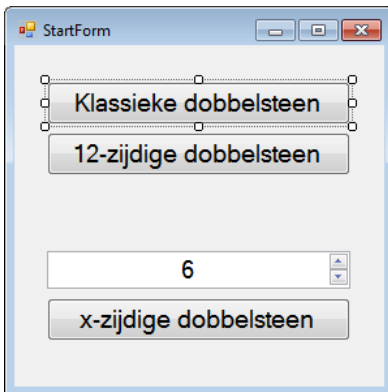 StartForm
Klassieke dobbelsteen
12-zijdige dobbelsteen
6
x-zijdige dobbelsteen